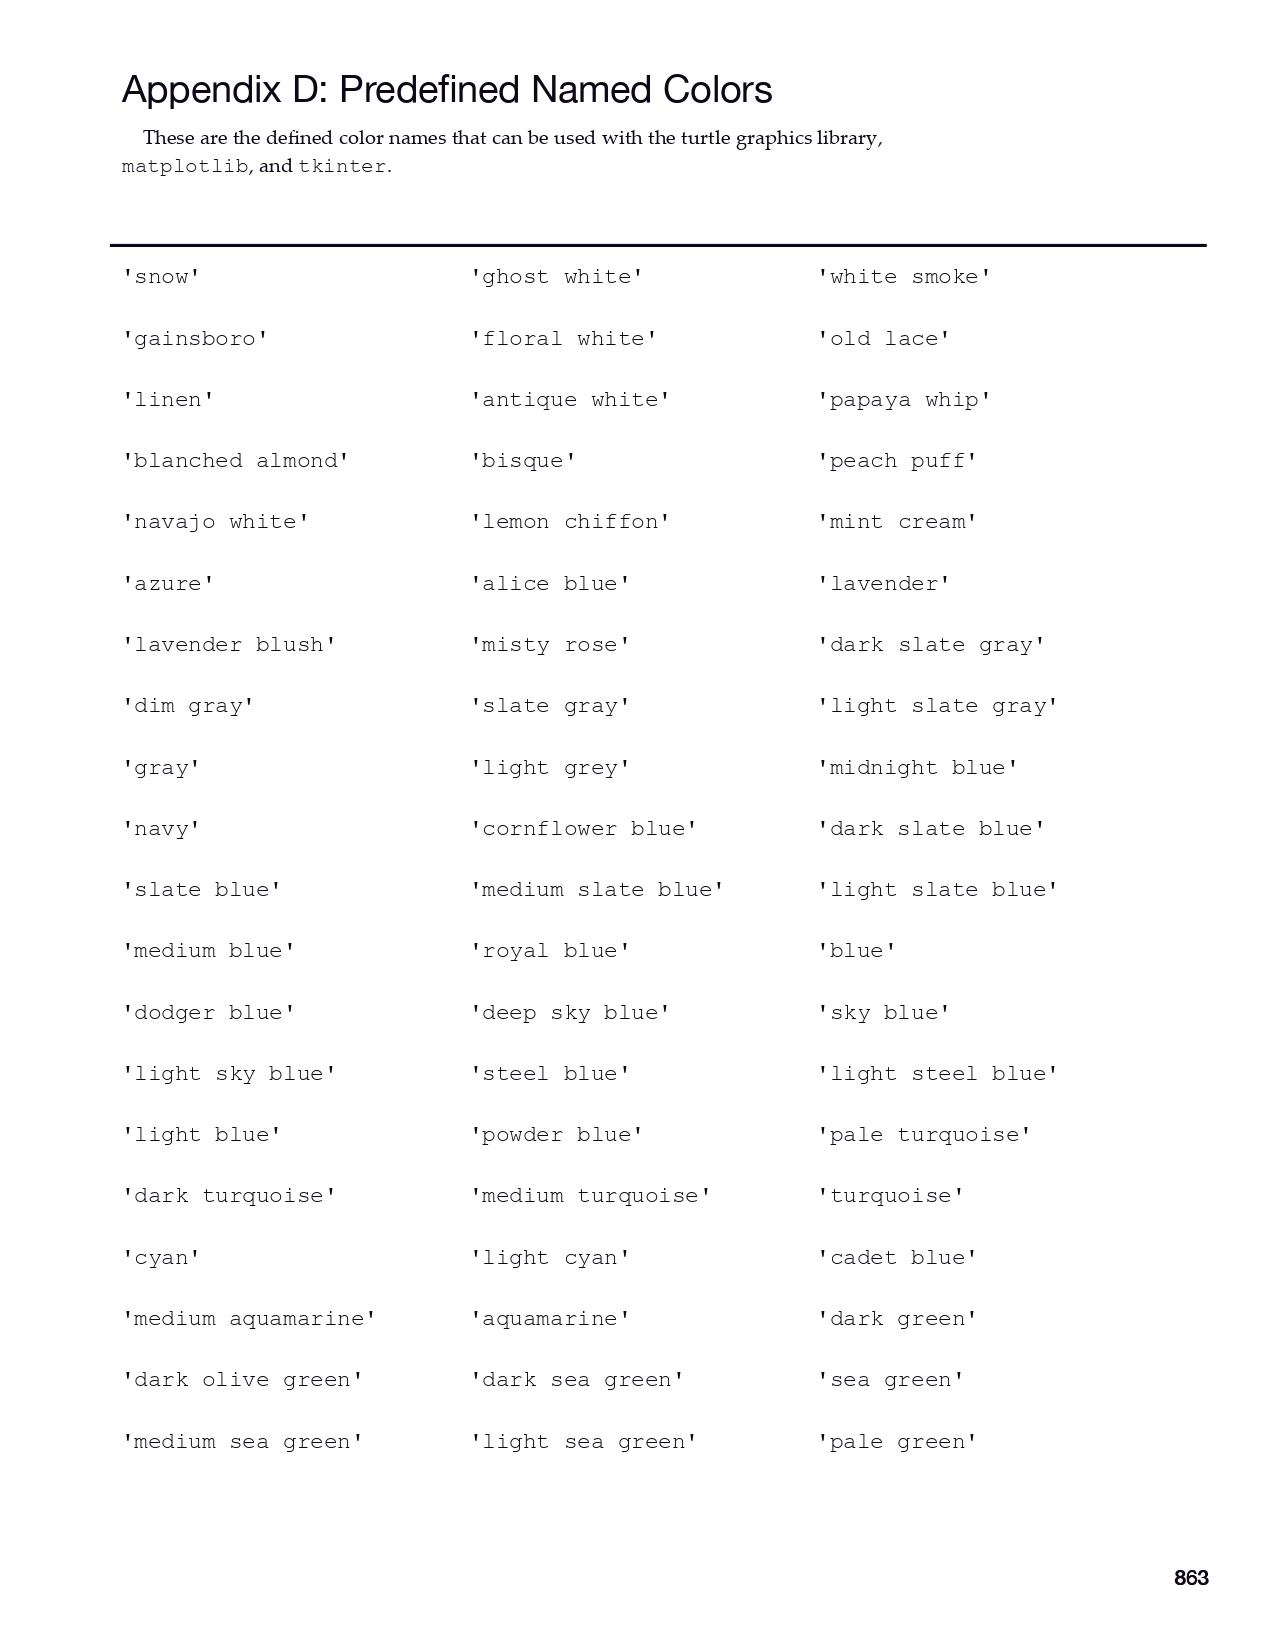 Appendix D: Predefined Named Colors
These are the defined color names that can be used with the turtle graphics library,
matplotlib, and tkinter.
'snow' 'ghost white' 'white smoke'
'gainsboro' 'floral white' 'old lace'
'linen' 'antique white' 'papaya whip'
'blanched almond' 'bisque' 'peach puff'
'navajo white' 'lemon chiffon' 'mint cream'
'azure' 'alice blue' 'lavender'
'lavender blush' 'misty rose' 'dark slate gray'
'dim gray' 'slate gray' 'light slate gray'
'gray' 'light grey' 'midnight blue'
'navy' 'cornflower blue' 'dark slate blue'
'slate blue' 'medium slate blue' 'light slate blue'
'medium blue' 'royal blue' 'blue'
'dodger blue' 'deep sky blue' 'sky blue'
'light sky blue' 'steel blue' 'light steel blue'
'light blue' 'powder blue' 'pale turquoise'
'dark turquoise' 'medium turquoise' 'turquoise'
'cyan' 'light cyan' 'cadet blue'
'medium aquamarine' 'aquamarine' 'dark green'
'dark olive green' 'dark sea green' 'sea green'
'medium sea green' 'light sea green' 'pale green'
863